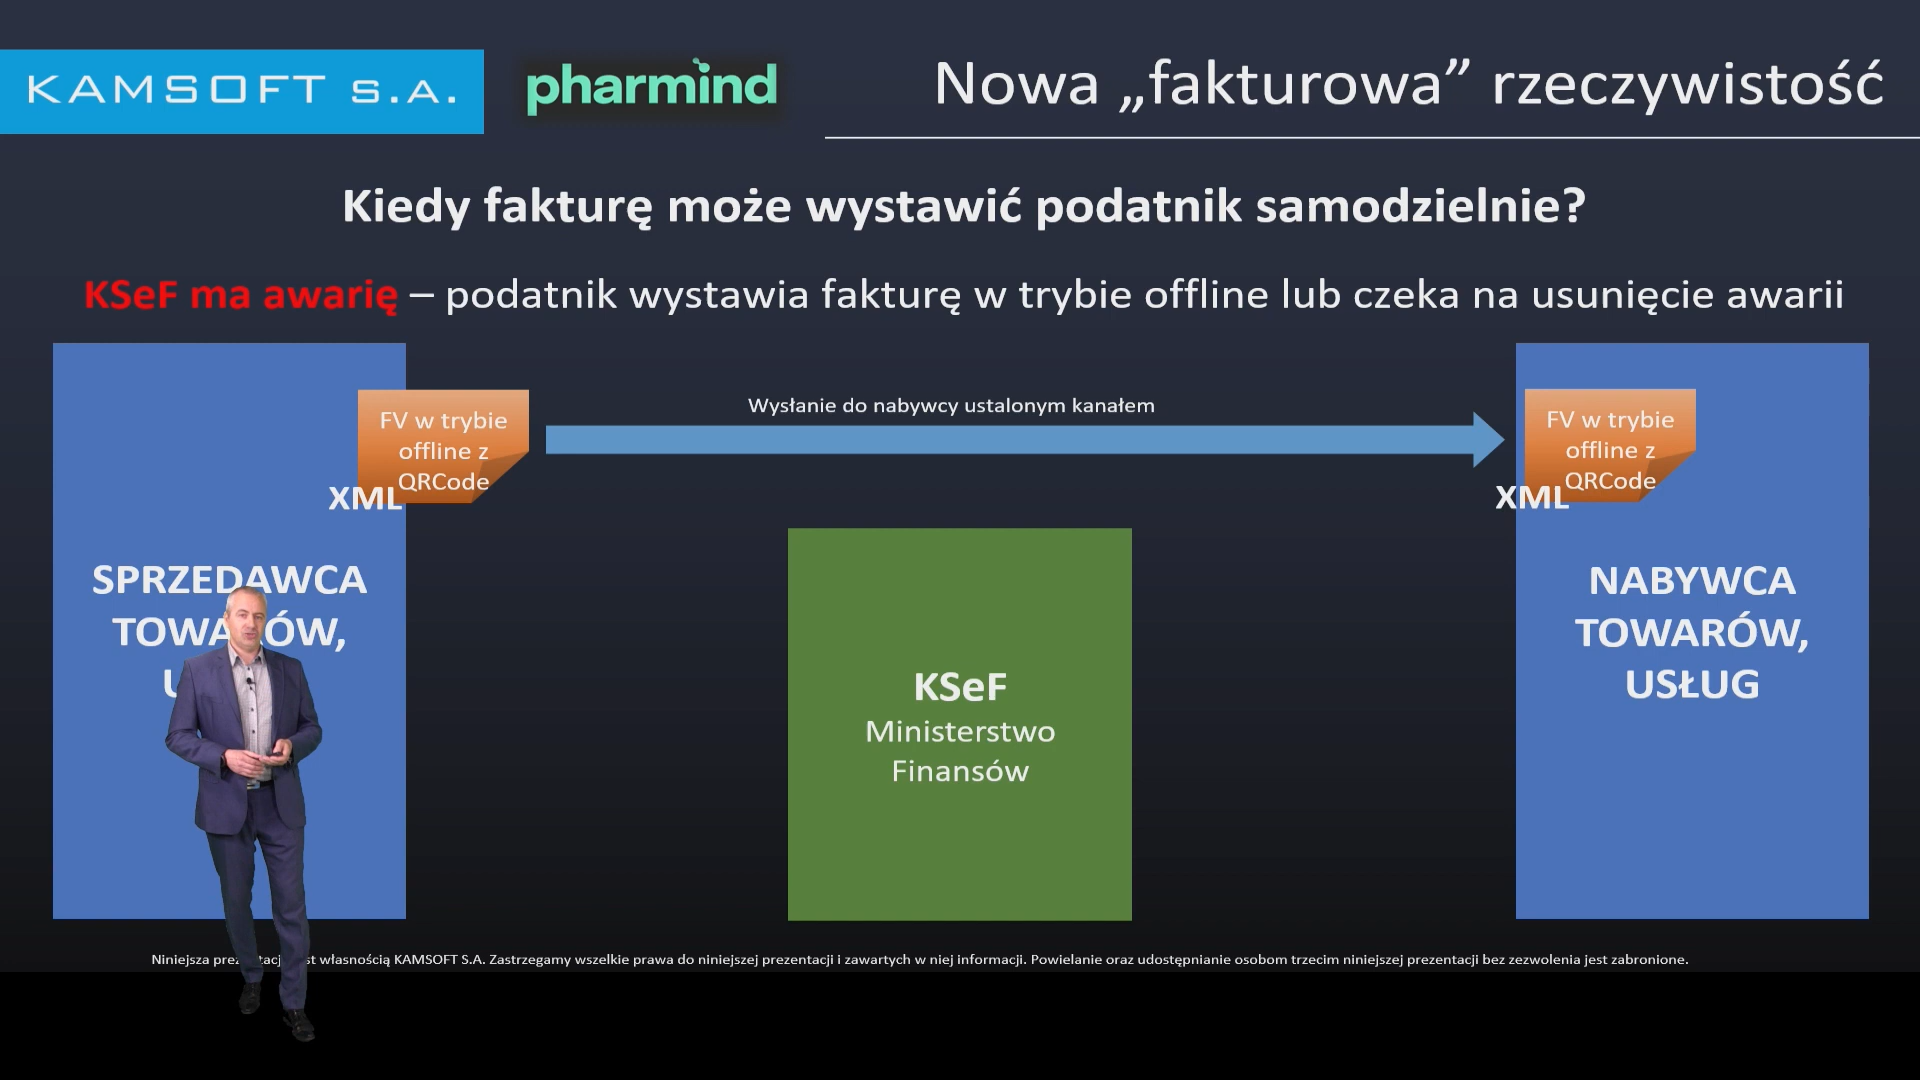 KAMSOFT S.A.
pharmind
Nowa „fakturowa” rzeczywistość
Kiedy fakturę może wystawić podatnik samodzielnie?
KSeF ma awarię – podatnik wystawia fakturę w trybie offline lub czeka na usunięcie awarii
FV w trybie
offline z
QRCode
XML
Wysłanie do nabywcy ustalonym kanałem
FV w trybie
offline z
QRCode
XML
SPRZEDAWCA
KSeF
Ministerstwo
Finansów
NABYWCA
TOWARÓW,
USŁUG
Niniejsza jest własnością KAMSOFT S.A. Zastrzegamy wszelkie prawa do niniejszej prezentacji i zawartych w niej informacji. Powielanie oraz udostępnianie osobom trzecim niniejszej prezentacji bez zezwolenia jest zabronione.